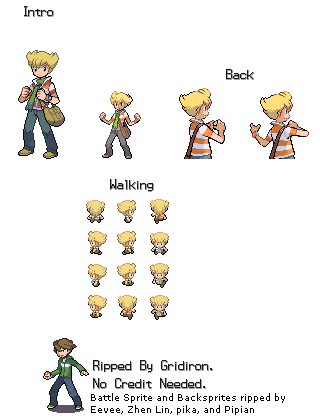 Intro
Back
Walking
Ripped By Gridiron.
No Credit Needed.
Battle Sprite and Backsprites ripped by
Eevee, Zhen Lin, pika, and Pipian